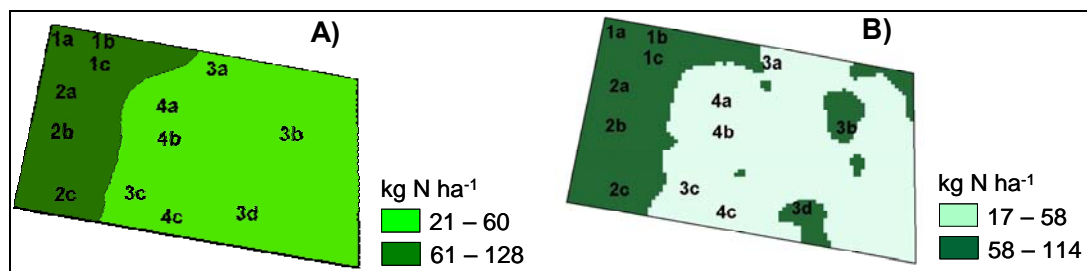 A)
1a 1b
1c
3a
2a
4a
2b
4b
3b
2c
3c
4c
3d
kg N ha-1
21 – 60
61 – 128
B)
1a 1b
1c
3a
2a
4a
2b
4b
3b
2c
3c
4c
3d
kg N ha-1
17 – 58
58 – 114